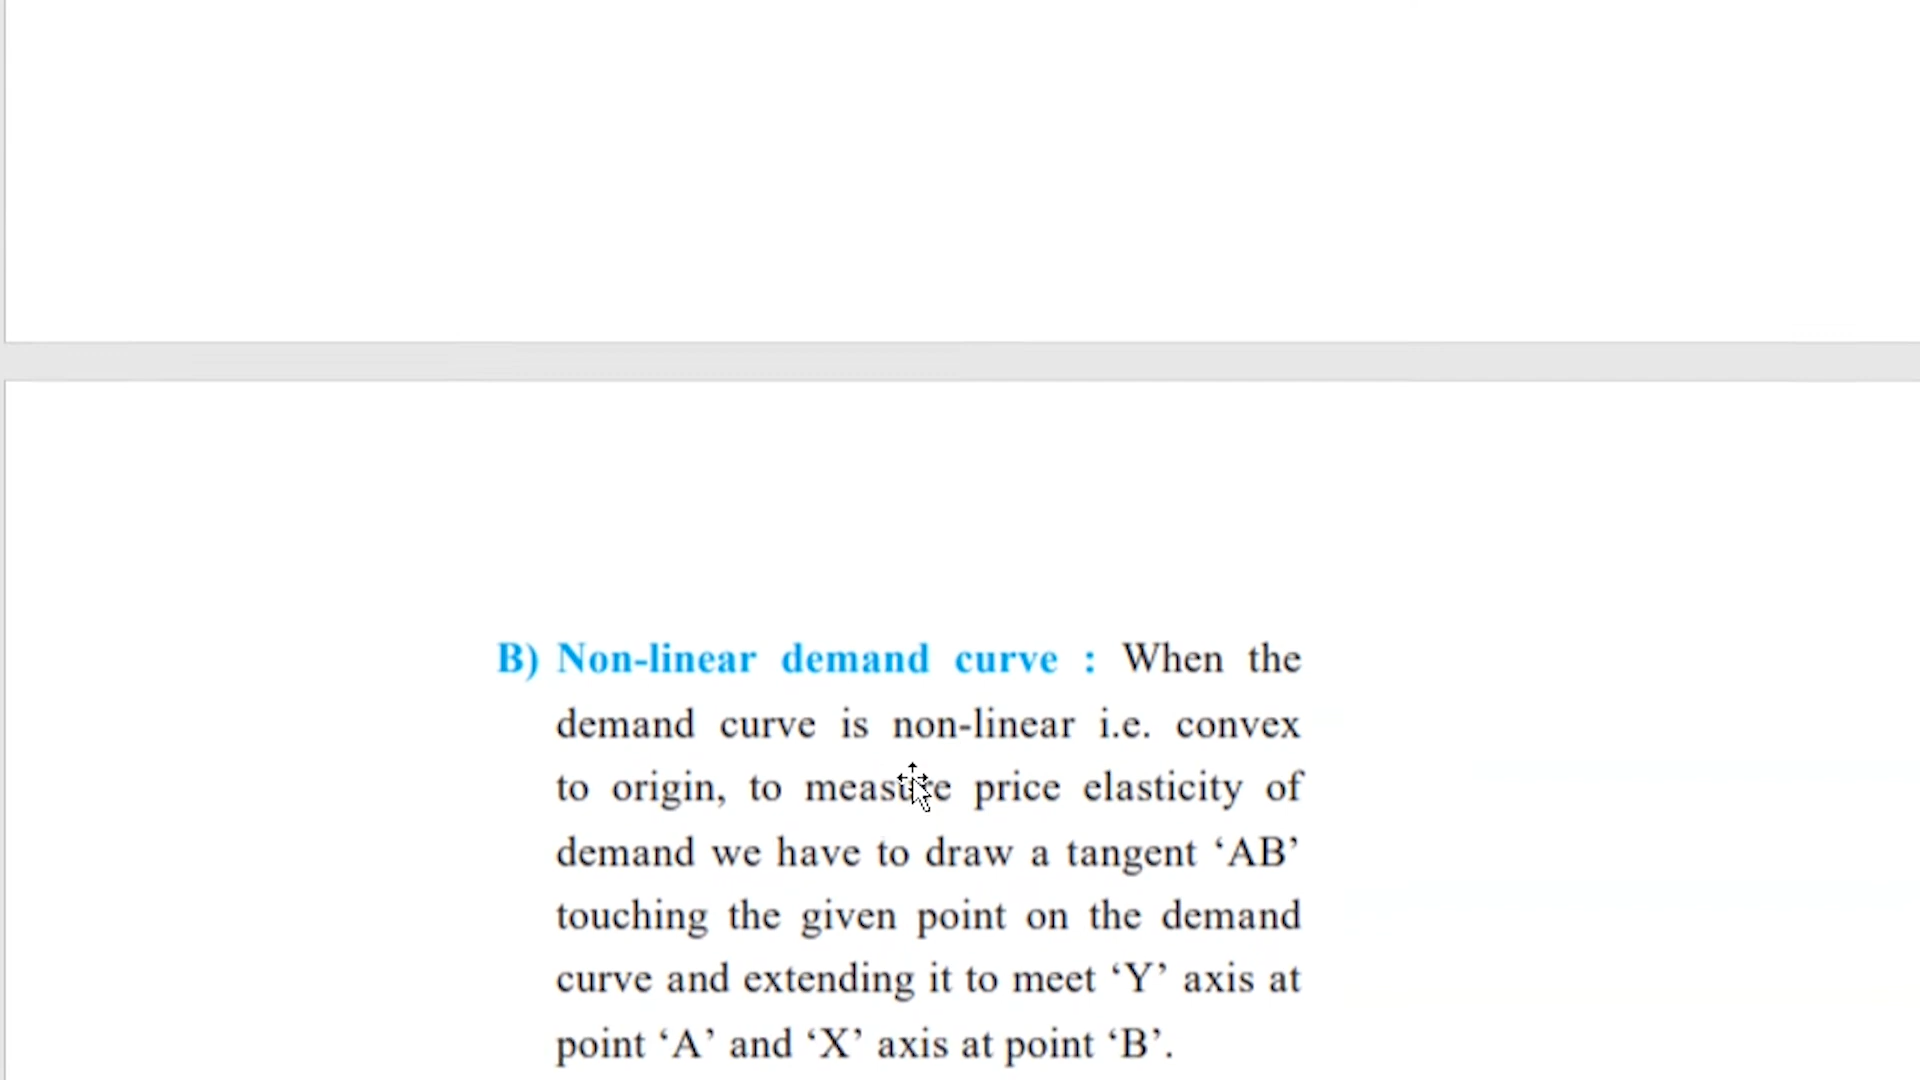 B) Non-linear demand curve : When the
demand curve is non-linear i.e. convex
to origin, to measure price elasticity of
demand we have to draw a tangent ‘AB’
touching the given point on the demand
curve and extending it to meet ‘Y’ axis at
point ‘A’ and ‘X’ axis at point ‘B’.